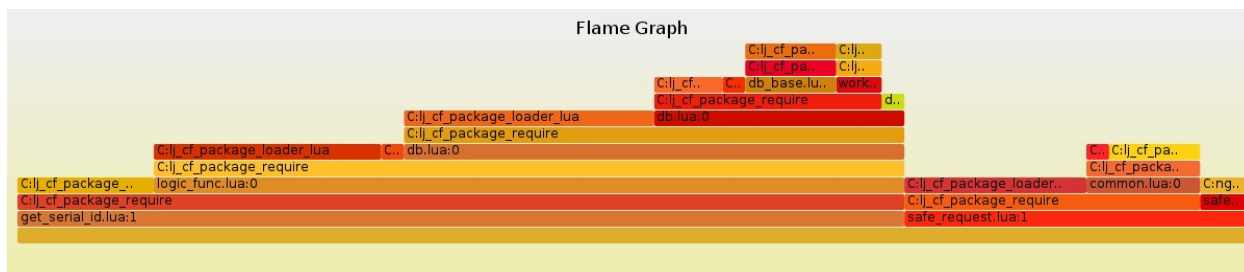 Flame Graph
C:lj_cf_pa.. C:lj..
C:lj_cf_pa.. C:lj..
C:lj_cf.. C.. db_base.lu.. work..
C:lj_cf_package_require d..
C:lj_cf_package_loader_lua db.lua:0
C:lj_cf_package_require
C:lj_cf_package_loader_lua C.. db.lua:0 C.. C:lj_cf_pa..
C:lj_cf_package_require C:lj_cf_packa..
C:lj_cf_package_.. logic_func.lua:0 C:lj_cf_package_loader.. common.lua:0 C:ng..
C:lj_cf_package_require C:lj_cf_package_require safe..
get_serial_id.lua:1 safe_request.lua:1